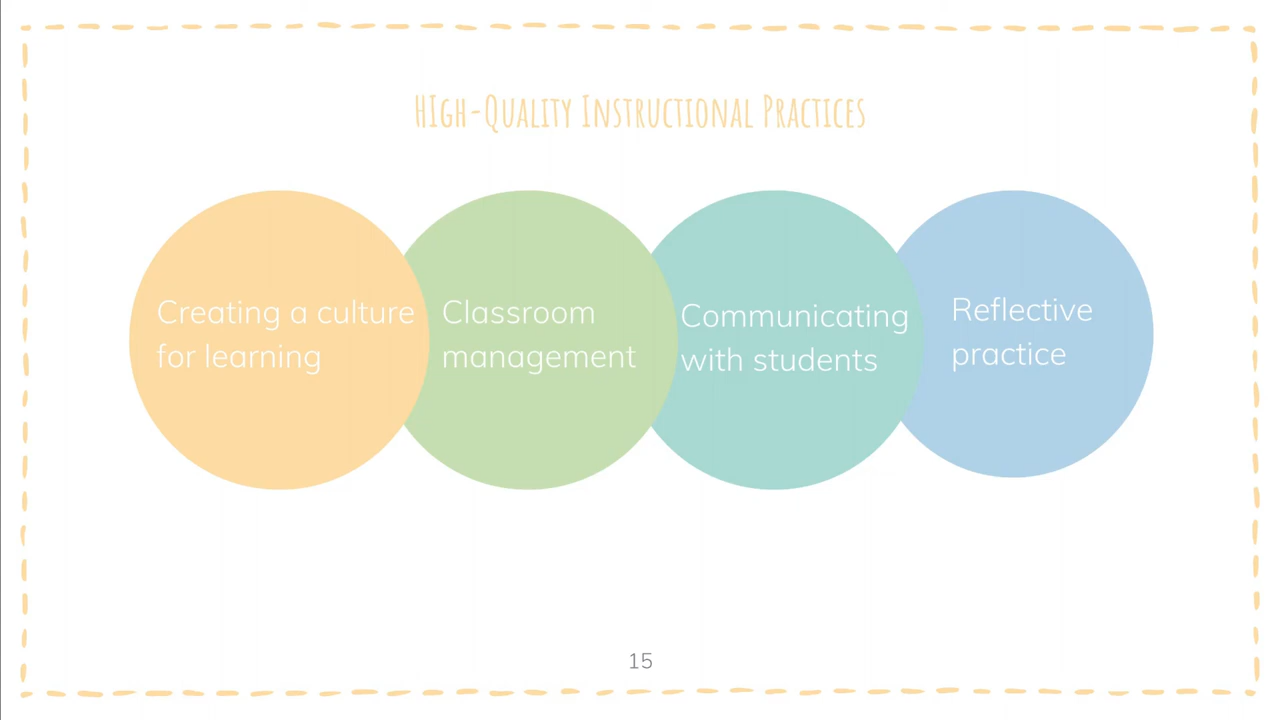 HIgh-Quality Instructional Practices
Creating a culture
for learning
Classroom
management
Communicating
with students
Reflective
practice
15